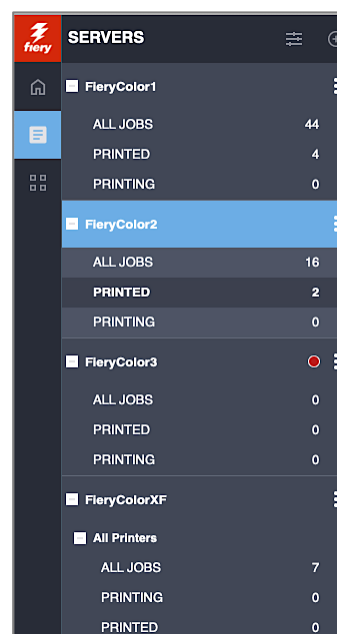 fiery SERVERS
FieryColor1
ALL JOBS 44
PRINTED 4
PRINTING 0
FieryColor2
ALL JOBS 16
PRINTED 2
PRINTING 0
FieryColor3
ALL JOBS 0
PRINTED 0
PRINTING 0
FieryColorXF
All Printers
ALL JOBS 7
PRINTING 0
PRINTED 0